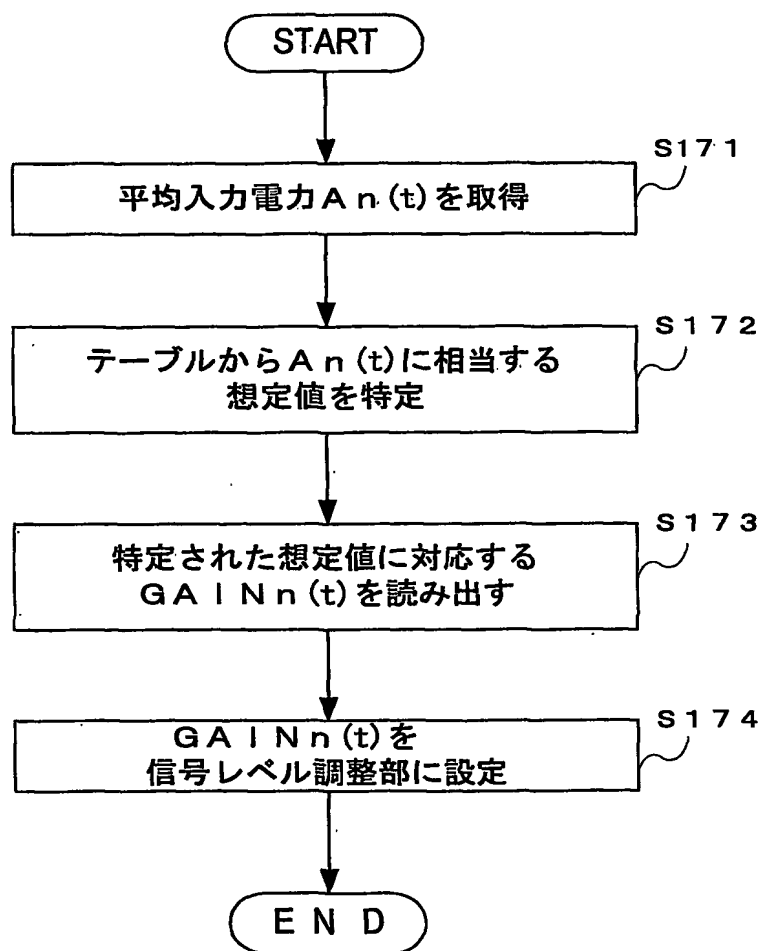 START
S171
平均入力電力An(t)を取得
S172
テーブルからAn(t)に相当する
想定値を特定
S173
特定された想定値に対応する
GAINn(t)を読み出す
S174
GAINn(t)を
信号レベル調整部に設定
END